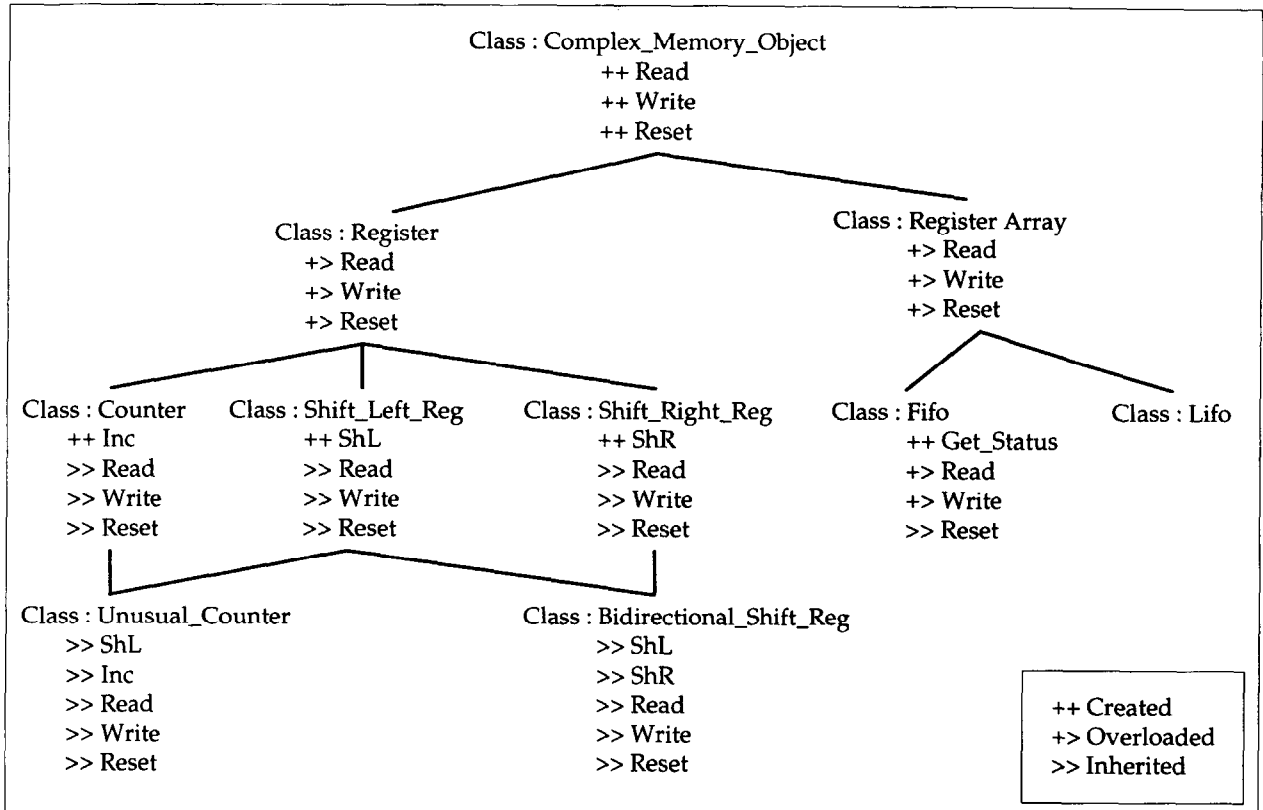 Class : Complex_Memory_Object
++ Read
++ Write
++ Reset
Class : Register
+> Read
+> Write
+> Reset
Class : Register Array
+> Read
+> Write
+> Reset
Class : Counter
++ Inc
>> Read
>> Write
>> Reset
Class : Shift_Left_Reg
++ ShL
>> Read
>> Write
>> Reset
Class : Shift_Right_Reg
++ ShR
>> Read
>> Write
>> Reset
Class : Fifo
++ Get_Status
+> Read
+> Write
>> Reset
Class : Lifo
Class : Unusual_Counter
>> ShL
>> Inc
>> Read
>> Write
>> Reset
Class : Bidirectional_Shift_Reg
>> ShL
>> ShR
>> Read
>> Write
>> Reset
++ Created
+> Overloaded
>> Inherited